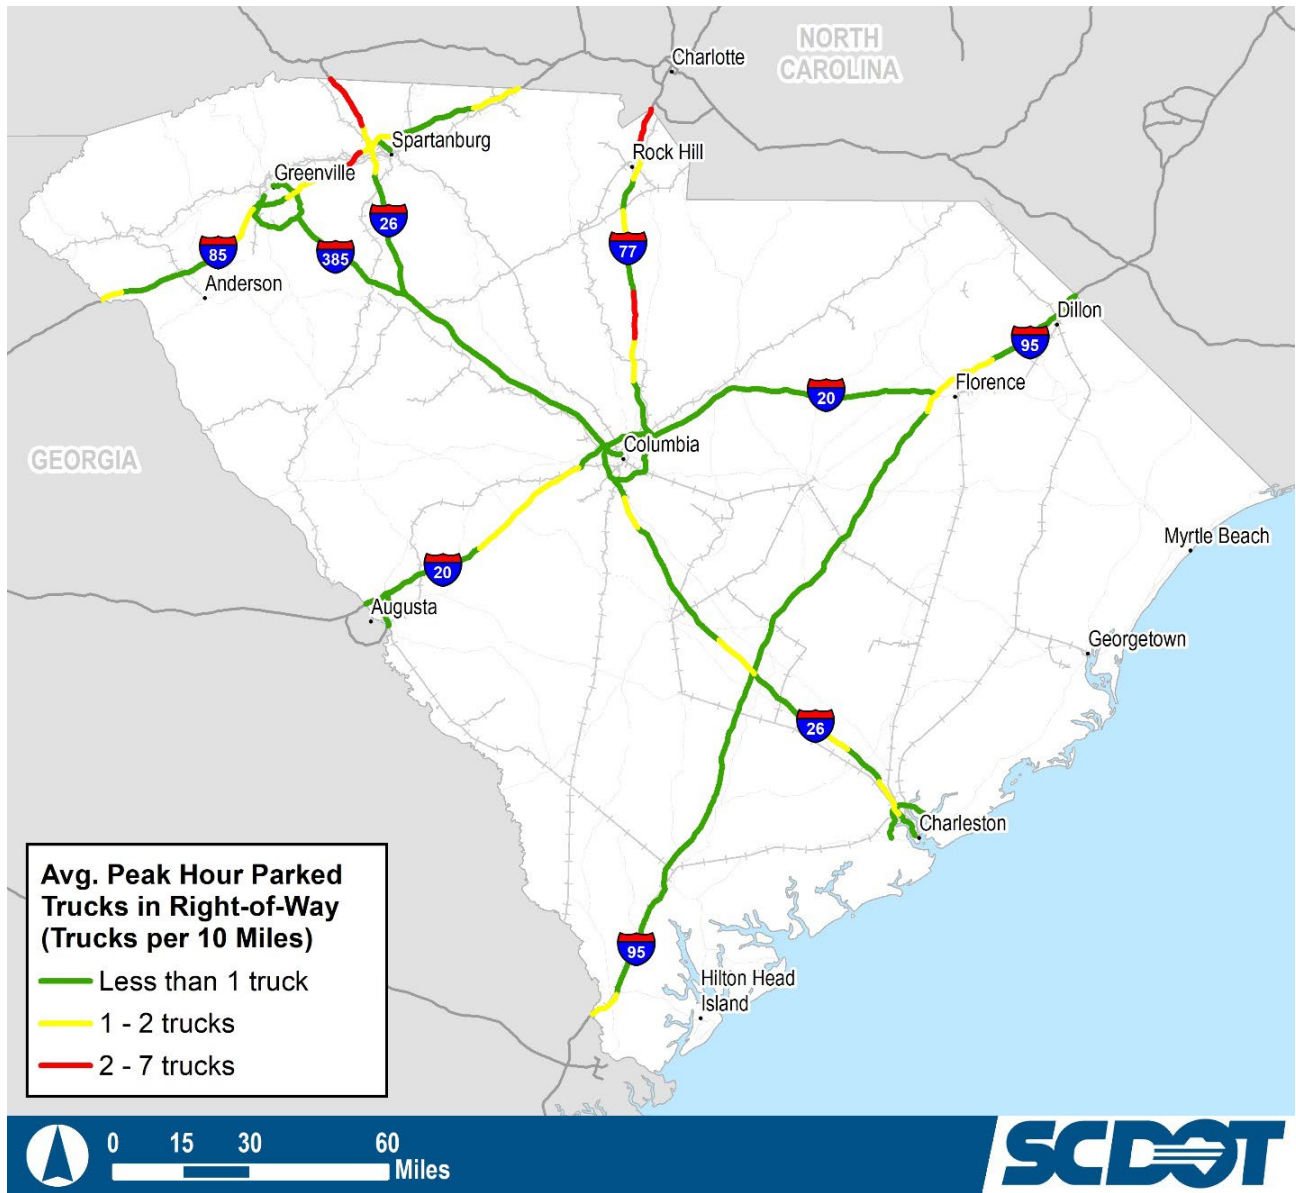 NORTH
CAROLINA
Charlotte
Spartanburg
Rock Hill
Greenville
26
85
385
77
Anderson
Dillon
95
20
Florence
Columbia
GEORGIA
Myrtle Beach
20
Augusta
Georgetown
26
Charleston
95
Hilton Head
Island
Avg. Peak Hour Parked
Trucks in Right-of-Way
(Trucks per 10 Miles)
Less than 1 truck
1 - 2 trucks
2 - 7 trucks
0 15 30 60
Miles
SCDOT